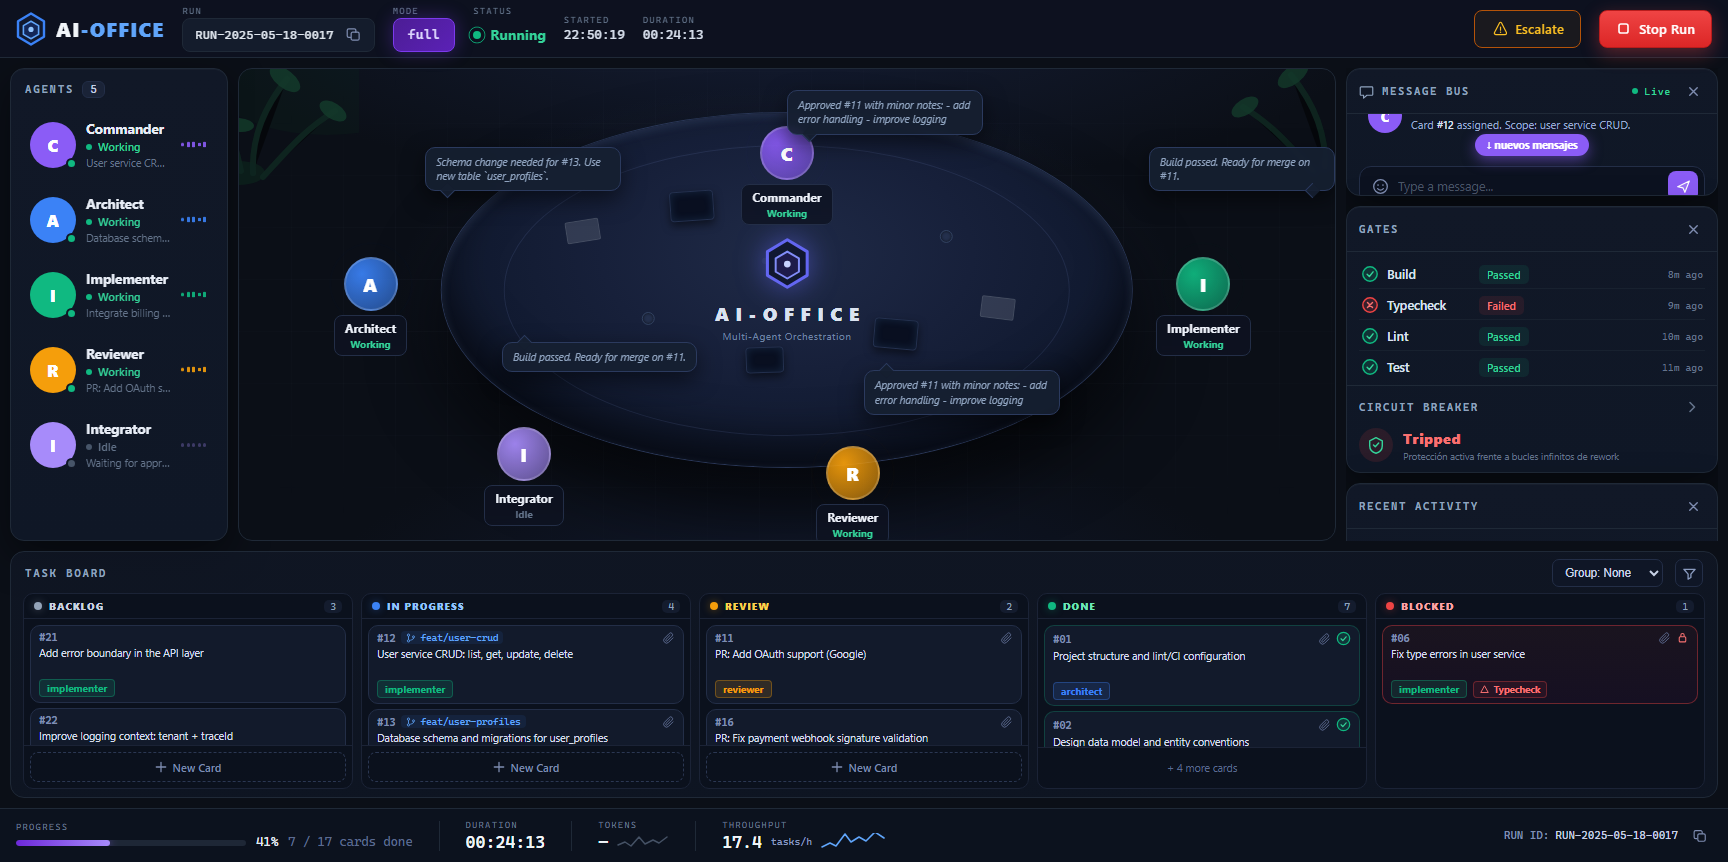 AI-OFFICE
RUN
RUN-2025-05-18-0017
MODE
full
STATUS
Running
STARTED
22:50:19
DURATION
00:24:13
Escalate
Stop Run
AGENTS 5
C
Commander
Working
User service CR...
A
Architect
Working
Database schem...
I
Implementer
Working
Integrate billing ...
R
Reviewer
Working
PR: Add OAuth s...
I
Integrator
Idle
Waiting for appr...
Approved #11 with minor notes: - add
error handling - improve logging
C
Commander
Working
Schema change needed for #13. Use
new table `user_profiles`.
Build passed. Ready for merge on
#11.
A
Architect
Working
I
Implementer
Working
AI-OFFICE
Multi-Agent Orchestration
Build passed. Ready for merge on #11.
Approved #11 with minor notes: - add
error handling - improve logging
I
Integrator
Idle
R
Reviewer
Working
MESSAGE BUS
Live
C
Card #12 assigned. Scope: user service CRUD.
↓ nuevos mensajes
Type a message...
GATES
Build Passed 8m ago
Typecheck Failed 9m ago
Lint Passed 10m ago
Test Passed 11m ago
CIRCUIT BREAKER
Tripped
Protección activa frente a bucles infinitos de rework
RECENT ACTIVITY
TASK BOARD
Group: None
BACKLOG 3
#21
Add error boundary in the API layer
implementer
#22
Improve logging context: tenant + traceId
+ New Card
IN PROGRESS 4
#12 feat/user-crud
User service CRUD: list, get, update, delete
implementer
#13 feat/user-profiles
Database schema and migrations for user_profiles
+ New Card
REVIEW 2
#11
PR: Add OAuth support (Google)
reviewer
#16
PR: Fix payment webhook signature validation
+ New Card
DONE 7
#01
Project structure and lint/CI configuration
architect
#02
Design data model and entity conventions
+ 4 more cards
BLOCKED 1
#06
Fix type errors in user service
implementer
Typecheck
PROGRESS
41% 7 / 17 cards done
DURATION
00:24:13
TOKENS
—
THROUGHPUT
17.4 tasks/h
RUN ID: RUN-2025-05-18-0017